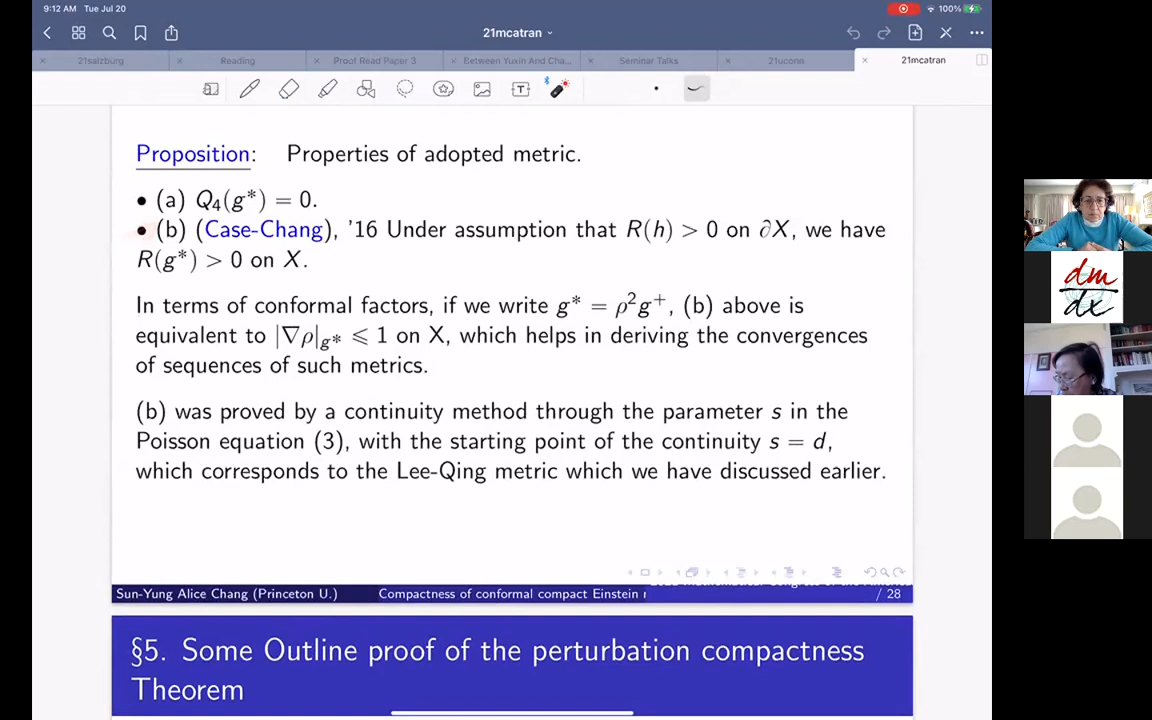 9:12 AM Tue Jul 20
100%
21mcatran
21salzburg
Reading
Proof Read Paper 3
Between Yuxin And Cha...
Seminar Talks
21uconn
21mcatran
Proposition: Properties of adopted metric.
• (a) Q₄(g*) = 0.
• (b) (Case-Chang), '16 Under assumption that R(h) > 0 on ∂X, we have
R(g*) > 0 on X.
In terms of conformal factors, if we write g* = ρ²g⁺, (b) above is
equivalent to |∇ρ|_g* ⩽ 1 on X, which helps in deriving the convergences
of sequences of such metrics.
(b) was proved by a continuity method through the parameter s in the
Poisson equation (3), with the starting point of the continuity s = d,
which corresponds to the Lee-Qing metric which we have discussed earlier.
Sun-Yung Alice Chang (Princeton U.)
Compactness of conformal compact Einstein
/ 28
§5. Some Outline proof of the perturbation compactness
Theorem
dm
dx